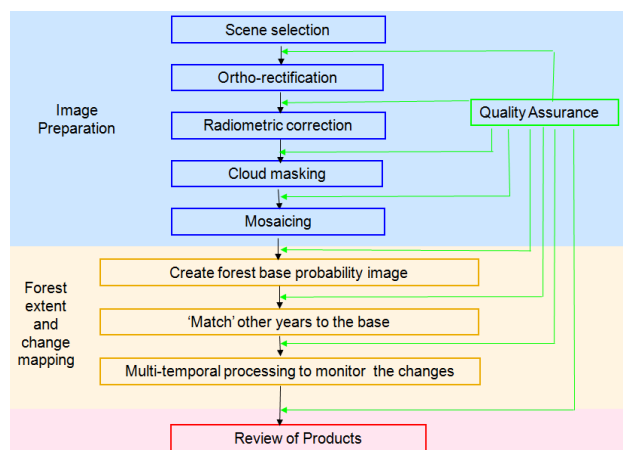 Scene selection
Ortho-rectification
Image
Preparation
Quality Assurance
Radiometric correction
Cloud masking
Mosaicing
Forest
extent
and
change
mapping
Create forest base probability image
‘Match’ other years to the base
Multi-temporal processing to monitor the changes
Review of Products